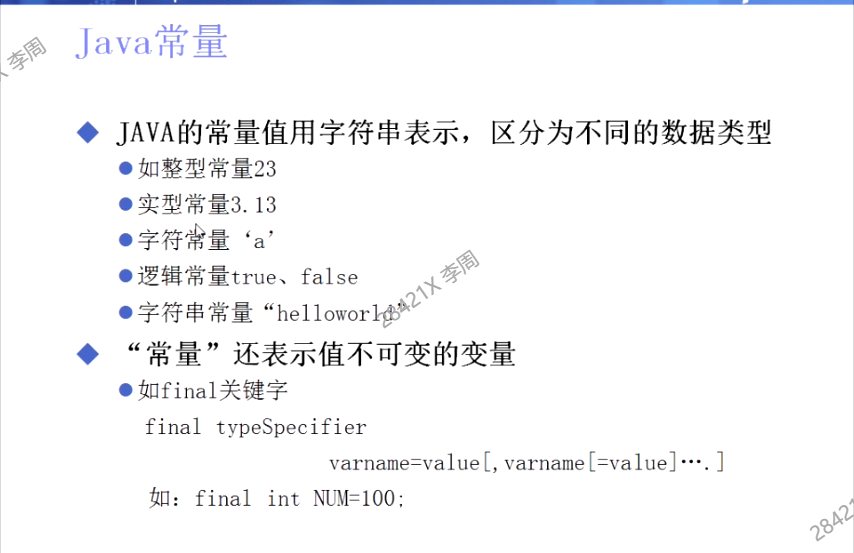 X 李周
Java常量
JAVA的常量值用字符串表示，区分为不同的数据类型
如整型常量23
实型常量3.13
字符常量‘a’
逻辑常量true、false
字符串常量“helloworld”
28421X 李周
“常量”还表示值不可变的变量
如final关键字
final typeSpecifier
varname=value[,varname[=value]….]
如：final int NUM=100;
28421